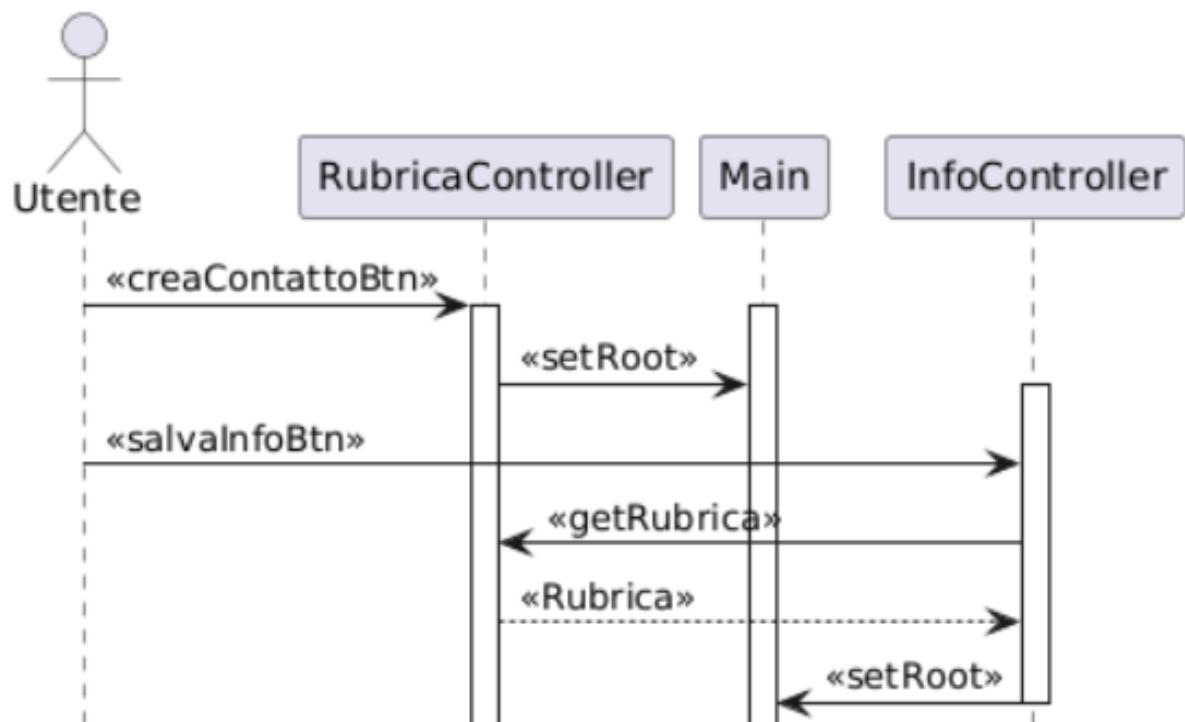 Utente
RubricaController
Main
InfoController
«creaContattoBtn»
«setRoot»
«salvaInfoBtn»
«getRubrica»
«Rubrica»
«setRoot»